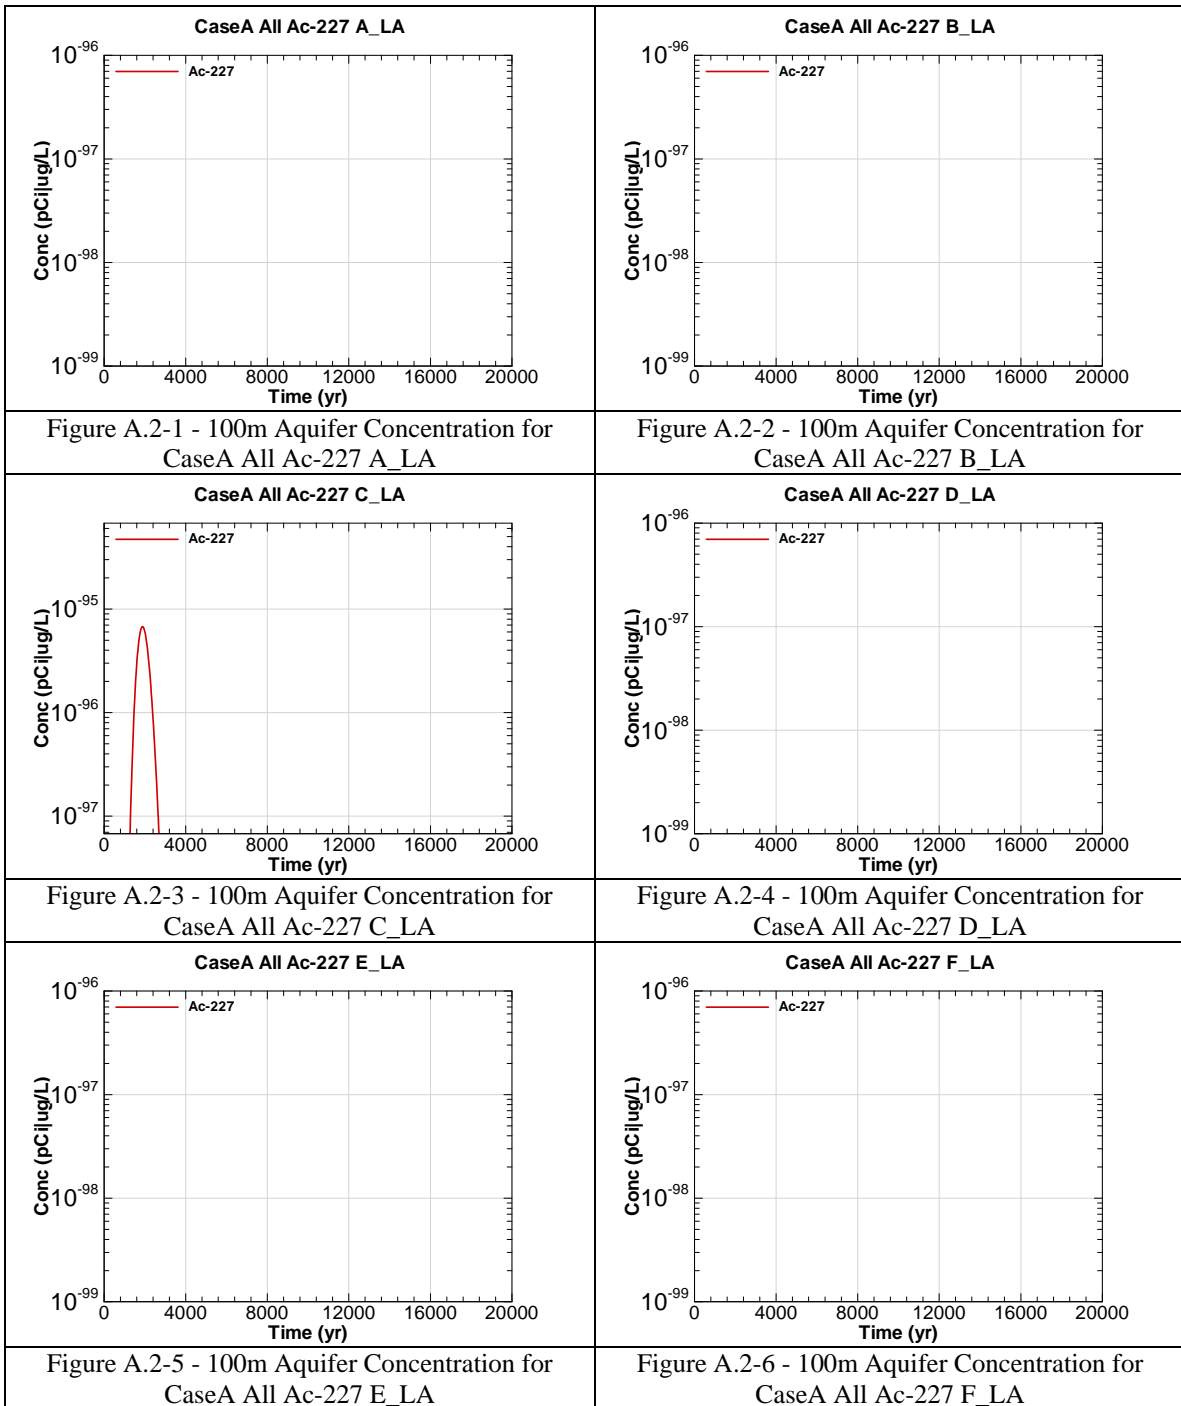 CaseA All Ac-227 A_LA
Ac-227
Conc (pCi|ug/L)
10-96
10-97
10-98
10-99
0 4000 8000 12000 16000 20000
Time (yr)
Figure A.2-1 - 100m Aquifer Concentration for
CaseA All Ac-227 A_LA
CaseA All Ac-227 B_LA
Ac-227
Conc (pCi|ug/L)
10-96
10-97
10-98
10-99
0 4000 8000 12000 16000 20000
Time (yr)
Figure A.2-2 - 100m Aquifer Concentration for
CaseA All Ac-227 B_LA
CaseA All Ac-227 C_LA
Ac-227
Conc (pCi|ug/L)
10-95
10-96
10-97
0 4000 8000 12000 16000 20000
Time (yr)
Figure A.2-3 - 100m Aquifer Concentration for
CaseA All Ac-227 C_LA
CaseA All Ac-227 D_LA
Ac-227
Conc (pCi|ug/L)
10-96
10-97
10-98
10-99
0 4000 8000 12000 16000 20000
Time (yr)
Figure A.2-4 - 100m Aquifer Concentration for
CaseA All Ac-227 D_LA
CaseA All Ac-227 E_LA
Ac-227
Conc (pCi|ug/L)
10-96
10-97
10-98
10-99
0 4000 8000 12000 16000 20000
Time (yr)
Figure A.2-5 - 100m Aquifer Concentration for
CaseA All Ac-227 E_LA
CaseA All Ac-227 F_LA
Ac-227
Conc (pCi|ug/L)
10-96
10-97
10-98
10-99
0 4000 8000 12000 16000 20000
Time (yr)
Figure A.2-6 - 100m Aquifer Concentration for
CaseA All Ac-227 F_LA